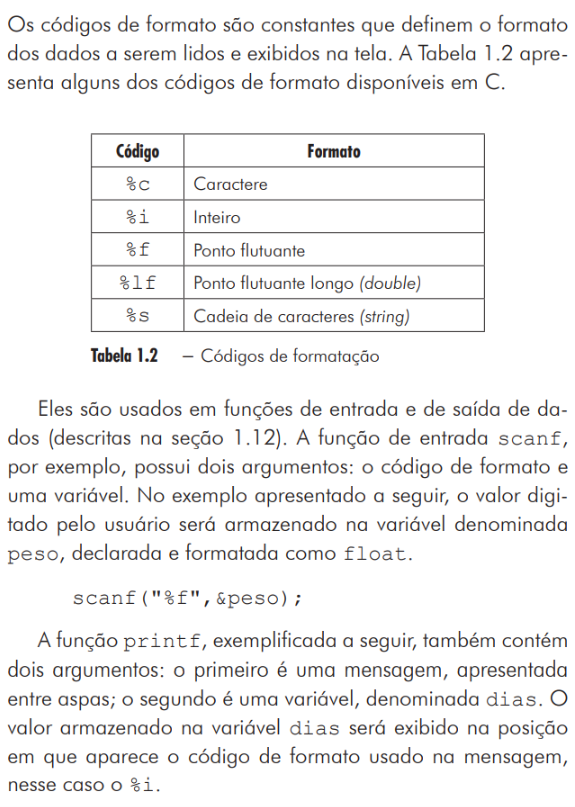 Os códigos de formato são constantes que definem o formato
dos dados a serem lidos e exibidos na tela. A Tabela 1.2 apre-
senta alguns dos códigos de formato disponíveis em C.
Código Formato
%c Caractere
%i Inteiro
%f Ponto flutuante
%lf Ponto flutuante longo (double)
%s Cadeia de caracteres (string)
Tabela 1.2 – Códigos de formatação
Eles são usados em funções de entrada e de saída de da-
dos (descritas na seção 1.12). A função de entrada scanf,
por exemplo, possui dois argumentos: o código de formato e
uma variável. No exemplo apresentado a seguir, o valor digi-
tado pelo usuário será armazenado na variável denominada
peso, declarada e formatada como float.
scanf("%f",&peso);
A função printf, exemplificada a seguir, também contém
dois argumentos: o primeiro é uma mensagem, apresentada
entre aspas; o segundo é uma variável, denominada dias. O
valor armazenado na variável dias será exibido na posição
em que aparece o código de formato usado na mensagem,
nesse caso o %i.